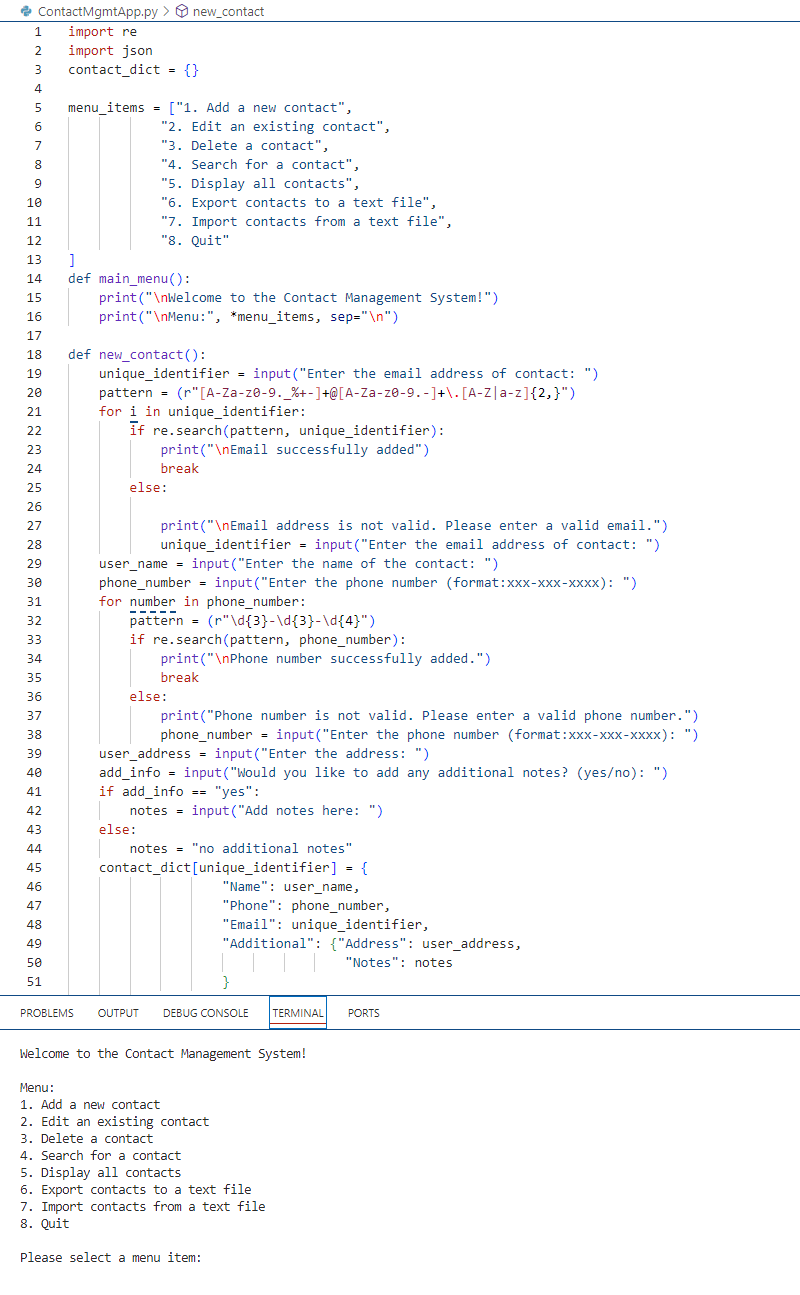 ContactMgmtApp.py > new_contact
1 import re
2 import json
3 contact_dict = {}
4
5 menu_items = ["1. Add a new contact",
6 "2. Edit an existing contact",
7 "3. Delete a contact",
8 "4. Search for a contact",
9 "5. Display all contacts",
10 "6. Export contacts to a text file",
11 "7. Import contacts from a text file",
12 "8. Quit"
13 ]
14 def main_menu():
15     print("\nWelcome to the Contact Management System!")
16     print("\nMenu:", *menu_items, sep="\n")
17
18 def new_contact():
19     unique_identifier = input("Enter the email address of contact: ")
20     pattern = (r"[A-Za-z0-9._%+-]+@[A-Za-z0-9.-]+\.[A-Z|a-z]{2,}")
21     for i in unique_identifier:
22         if re.search(pattern, unique_identifier):
23             print("\nEmail successfully added")
24             break
25         else:
26
27             print("\nEmail address is not valid. Please enter a valid email.")
28             unique_identifier = input("Enter the email address of contact: ")
29     user_name = input("Enter the name of the contact: ")
30     phone_number = input("Enter the phone number (format:xxx-xxx-xxxx): ")
31     for number in phone_number:
32         pattern = (r"\d{3}-\d{3}-\d{4}")
33         if re.search(pattern, phone_number):
34             print("\nPhone number successfully added.")
35             break
36         else:
37             print("Phone number is not valid. Please enter a valid phone number.")
38             phone_number = input("Enter the phone number (format:xxx-xxx-xxxx): ")
39     user_address = input("Enter the address: ")
40     add_info = input("Would you like to add any additional notes? (yes/no): ")
41     if add_info == "yes":
42         notes = input("Add notes here: ")
43     else:
44         notes = "no additional notes"
45     contact_dict[unique_identifier] = {
46                     "Name": user_name,
47                     "Phone": phone_number,
48                     "Email": unique_identifier,
49                     "Additional": {"Address": user_address,
50                                     "Notes": notes
51                     }
PROBLEMS OUTPUT DEBUG CONSOLE TERMINAL PORTS
Welcome to the Contact Management System!
Menu:
1. Add a new contact
2. Edit an existing contact
3. Delete a contact
4. Search for a contact
5. Display all contacts
6. Export contacts to a text file
7. Import contacts from a text file
8. Quit
Please select a menu item: